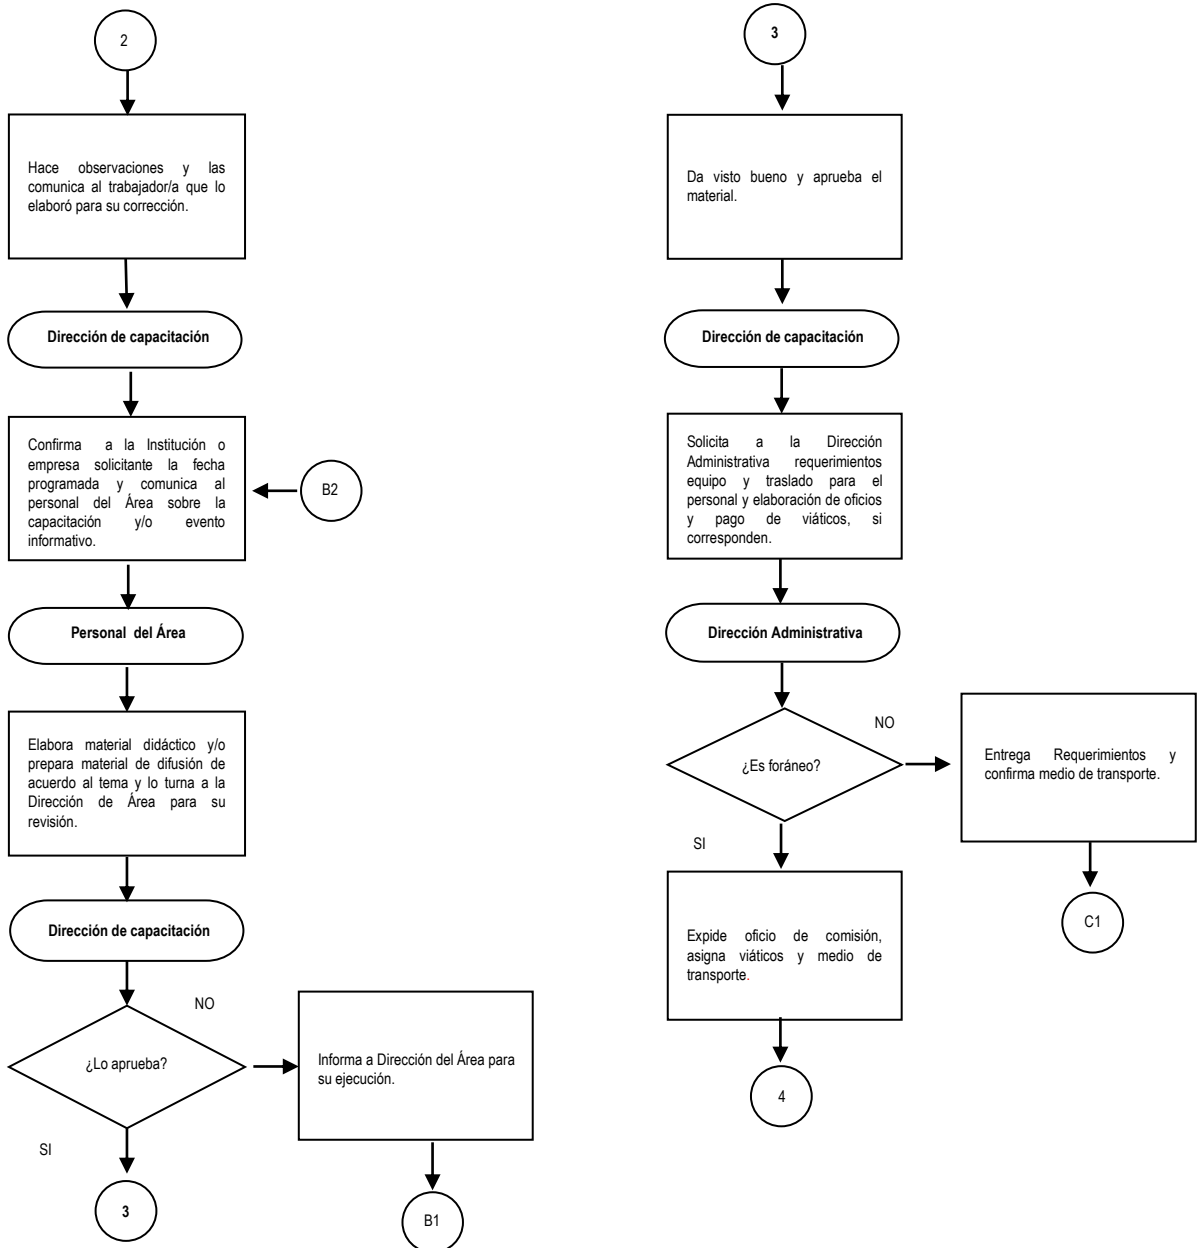 2
Hace observaciones y las
comunica al trabajador/a que lo
elaboró para su corrección.
Dirección de capacitación
Confirma a la Institución o
empresa solicitante la fecha
programada y comunica al
personal del Área sobre la
capacitación y/o evento
informativo.
B2
Personal del Área
Elabora material didáctico y/o
prepara material de difusión de
acuerdo al tema y lo turna a la
Dirección de Área para su
revisión.
Dirección de capacitación
¿Lo aprueba?
NO
Informa a Dirección del Área para
su ejecución.
B1
SI
3
3
Da visto bueno y aprueba el
material.
Dirección de capacitación
Solicita a la Dirección
Administrativa requerimientos
equipo y traslado para el
personal y elaboración de oficios
y pago de viáticos, si
corresponden.
Dirección Administrativa
¿Es foráneo?
NO
Entrega Requerimientos y
confirma medio de transporte.
C1
SI
Expide oficio de comisión,
asigna viáticos y medio de
transporte.
4